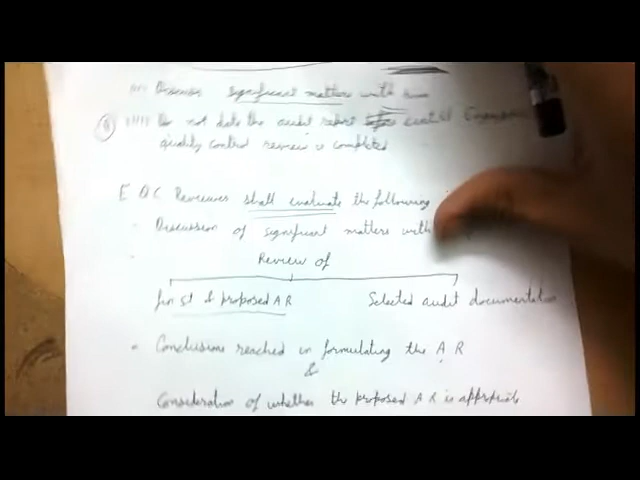 Discuss significant matters with him
Do not date the audit report until Engagement
quality control review is completed
E Q C Reviewer shall evaluate the following
Discussion of significant matters with
Review of
fin st & proposed A R Selected audit documentation
Conclusions reached in formulating the A R
&
Consideration of whether the proposed A R is appropriate